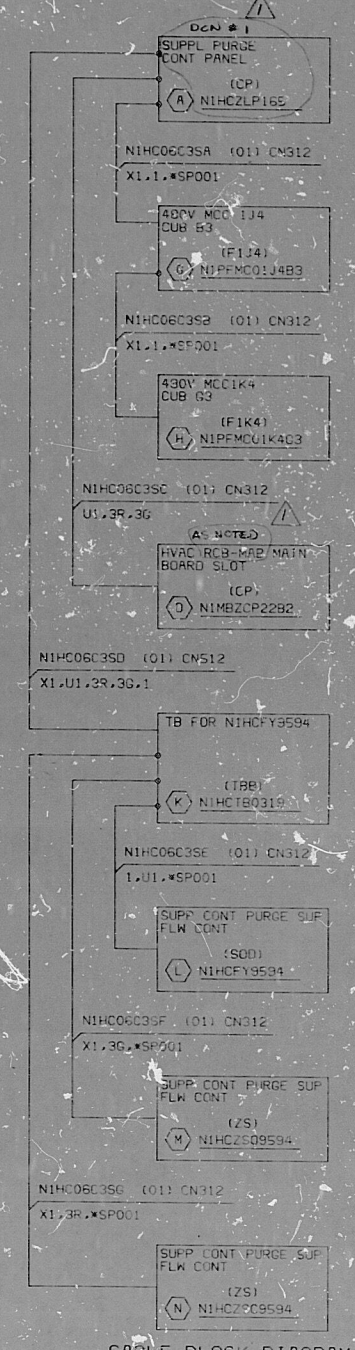 1
DCN # 1
SUPPL PURGE
CONT PANEL
(CP)
A N1HCZLP165
N1HC06C3SA (01) CN312
X1,1,*SP001
480V MCC 1J4
CUB B3
(F1J4)
G N1PFMC01J4B3
N1HC06C3SB (01) CN312
X1,1,*SP001
480V MCC1K4
CUB G3
(F1K4)
H N1PFMC01K4G3
N1HC06C3SC (01) CN312
U1,3R,3G
1
AS NOTED
HVAC RCB-MAB MAIN
BOARD SLOT
(CP)
D N1MBZCP22B2
N1HC06C3SD (01) CN512
X1,U1,3R,3G,1
TB FOR N1HCFY9594
(TBB)
K N1HCTB0319
N1HC06C3SE (01) CN312
1,U1,*SP001
SUPP CONT PURGE SUP
FLW CONT
(SOD)
L N1HCFY9594
N1HC06C3SF (01) CN312
X1,3G,*SP001
SUPP CONT PURGE SUP
FLW CONT
(ZS)
M N1HCZSO9594
N1HC06C3SG (01) CN312
X1,3R,*SP001
SUPP CONT PURGE SUP
FLW CONT
(ZS)
N N1HCZSC9594
CABLE BLOCK DIAGRAM